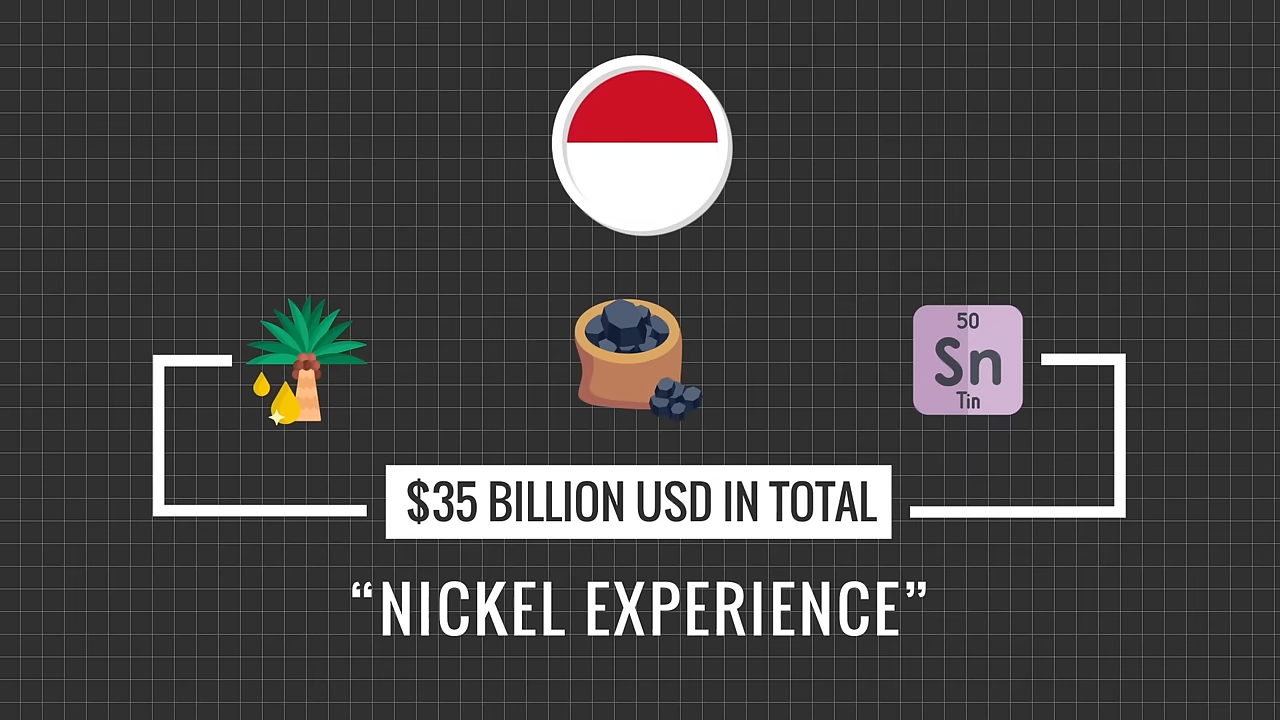 50
Sn
Tin
$35 BILLION USD IN TOTAL
“NICKEL EXPERIENCE”